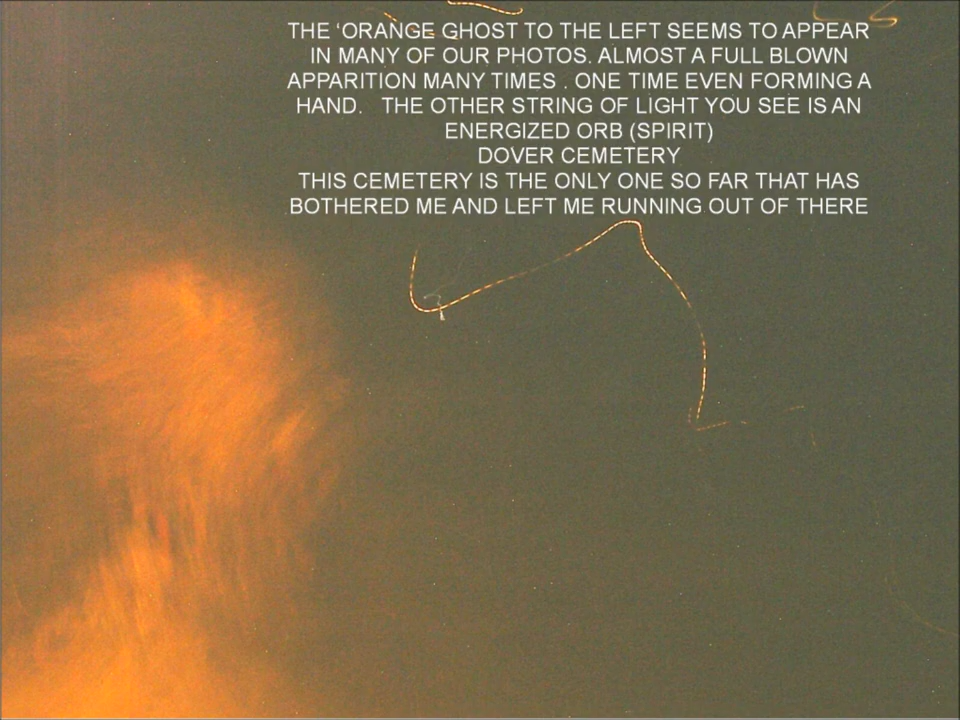 THE ‘ORANGE GHOST TO THE LEFT SEEMS TO APPEAR
IN MANY OF OUR PHOTOS. ALMOST A FULL BLOWN
APPARITION MANY TIMES . ONE TIME EVEN FORMING A
HAND. THE OTHER STRING OF LIGHT YOU SEE IS AN
ENERGIZED ORB (SPIRIT)
DOVER CEMETERY
THIS CEMETERY IS THE ONLY ONE SO FAR THAT HAS
BOTHERED ME AND LEFT ME RUNNING OUT OF THERE